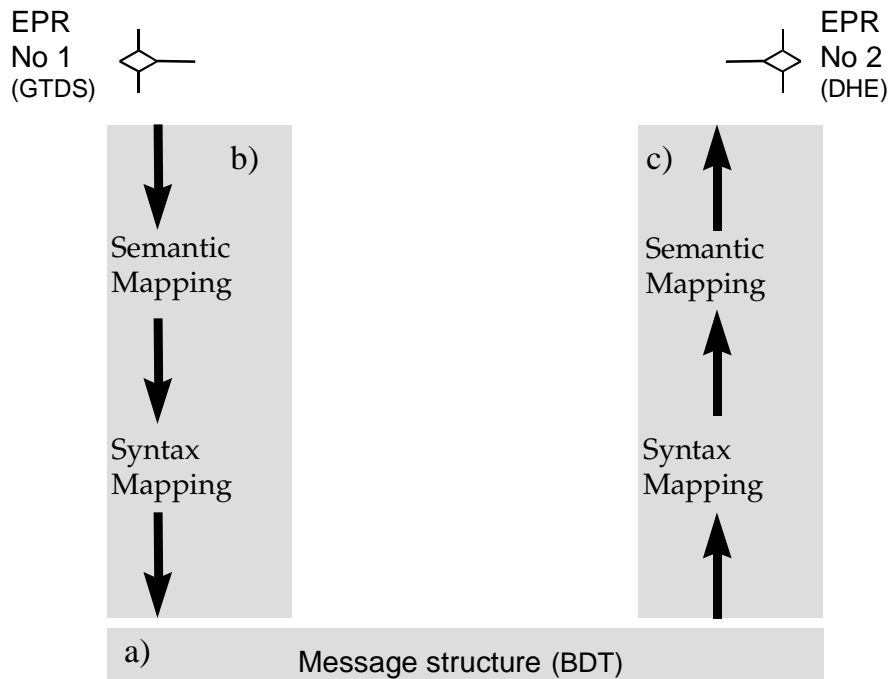 EPR
No 1
(GTDS)
EPR
No 2
(DHE)
b)
Semantic
Mapping
Syntax
Mapping
c)
Semantic
Mapping
Syntax
Mapping
a)
Message structure (BDT)